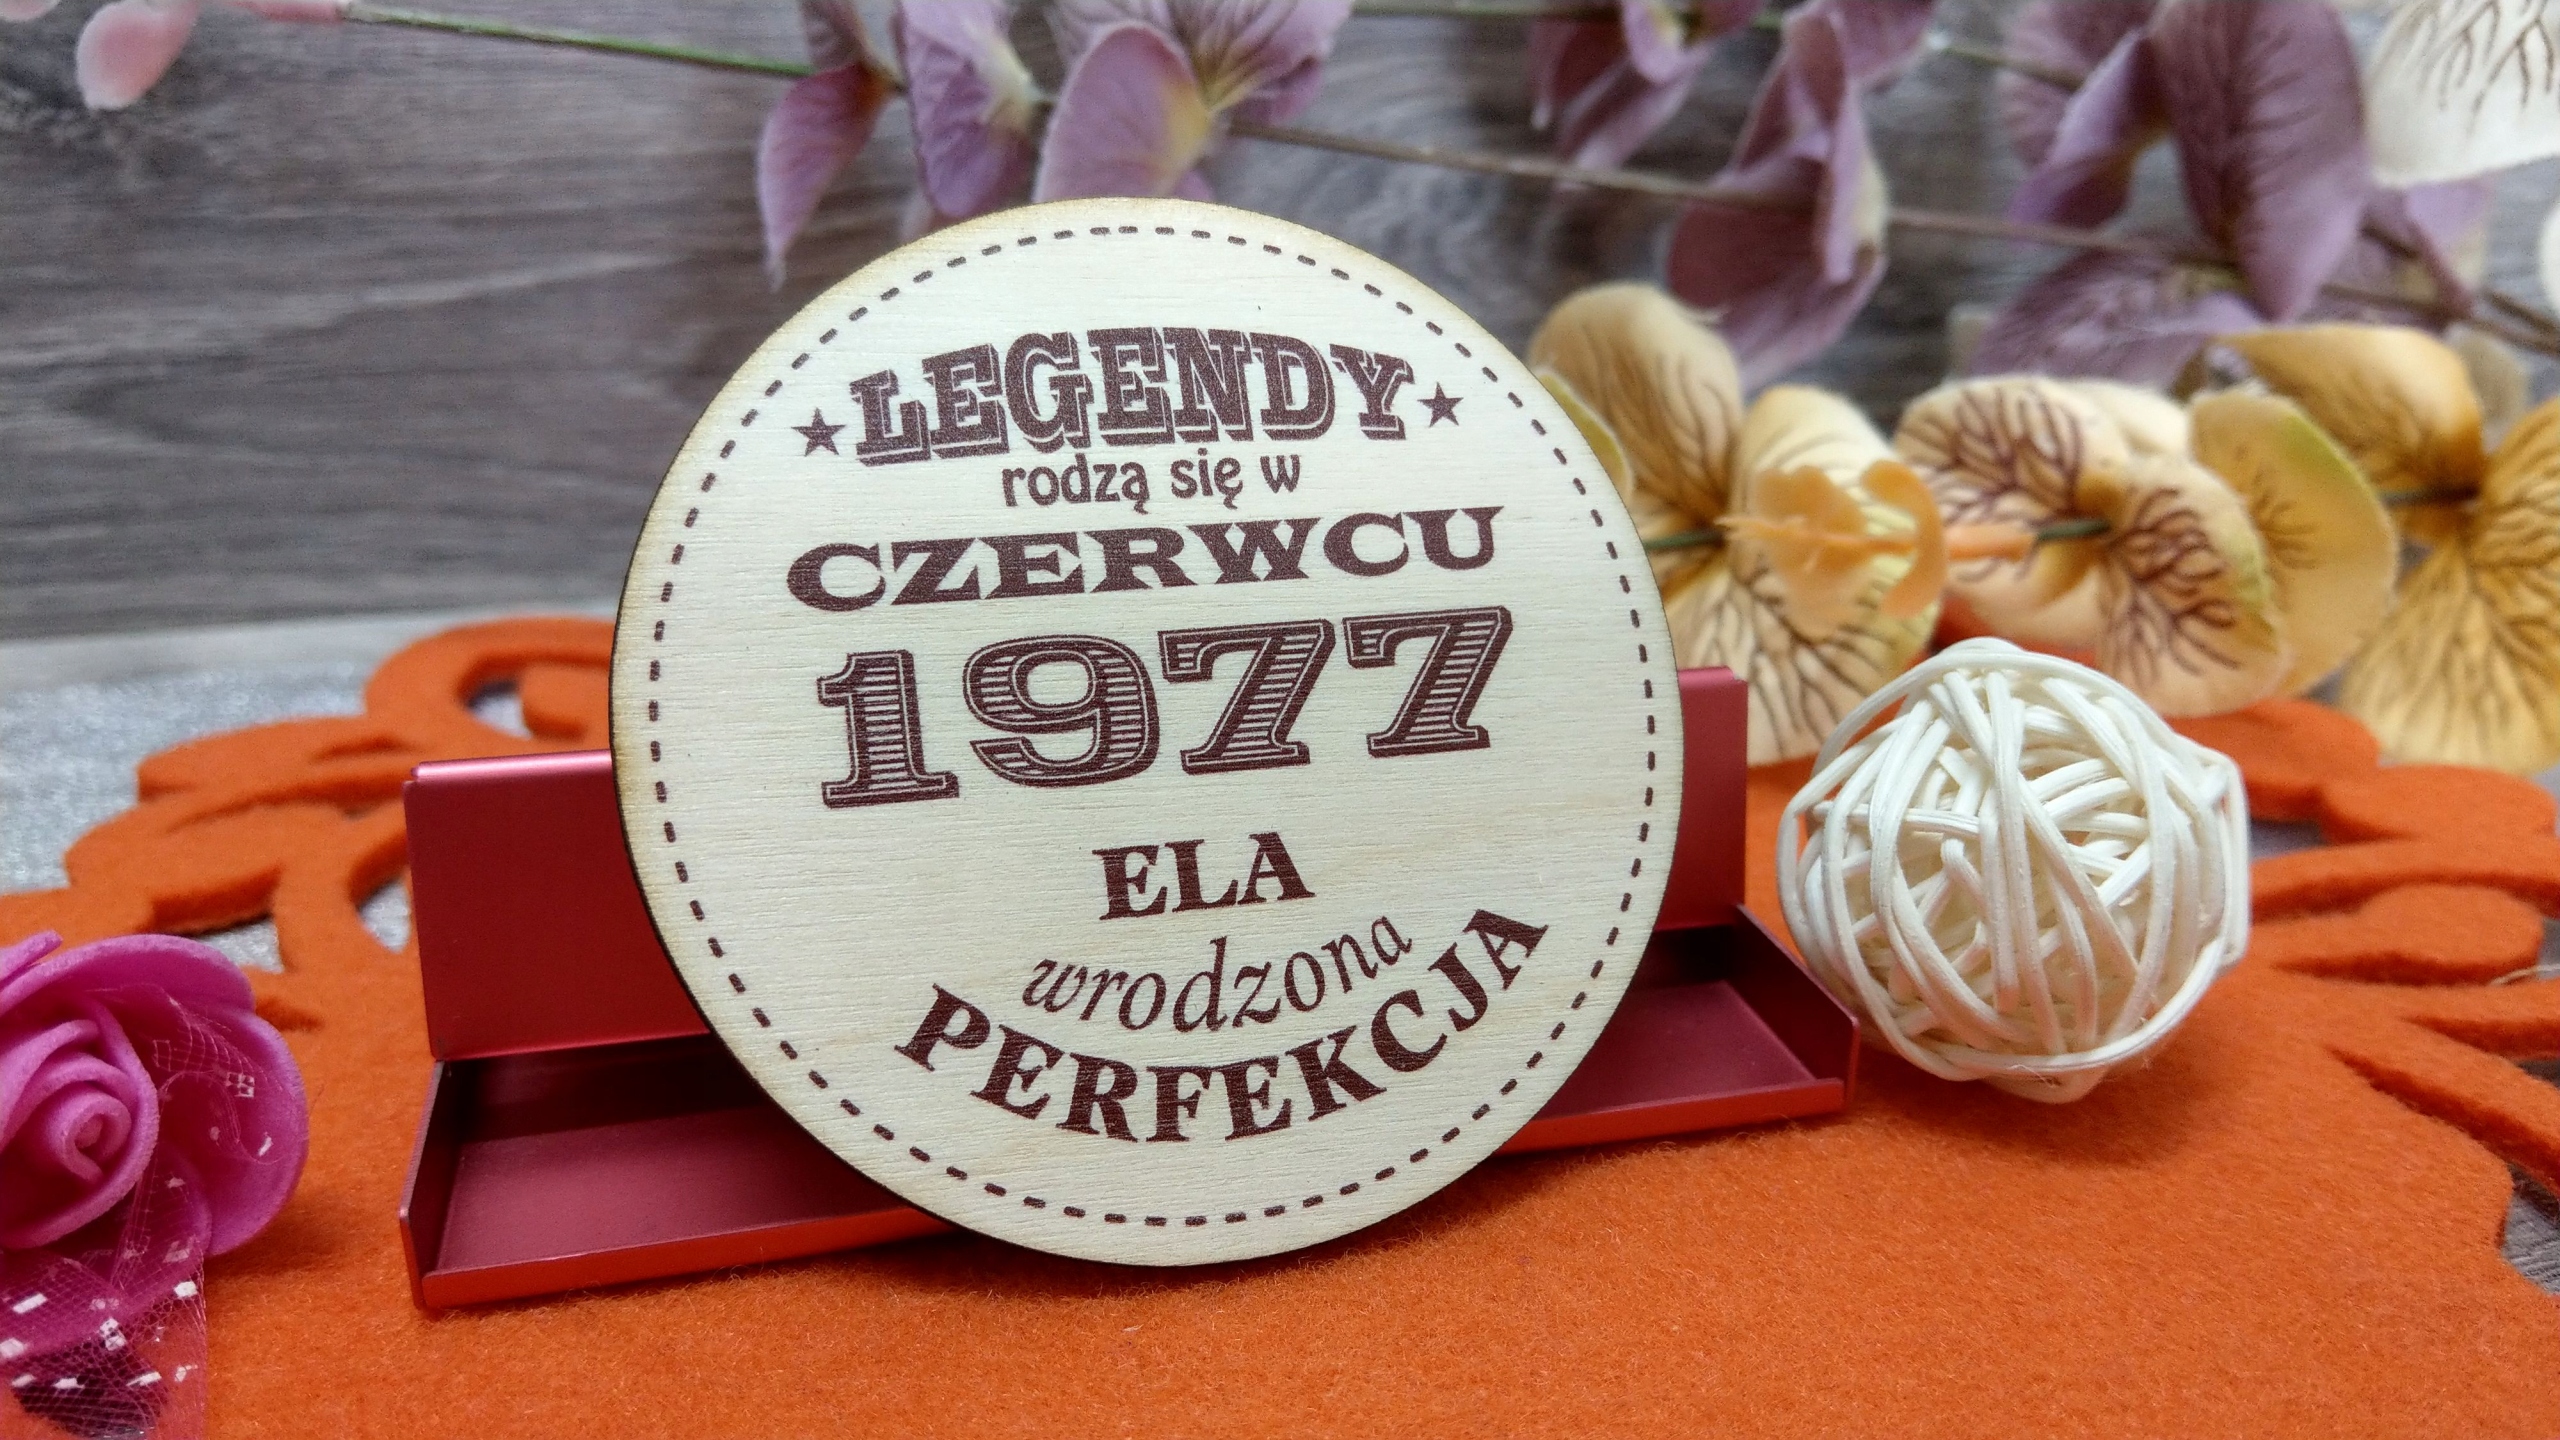 LEGENDY
rodzą się w
CZERWCU
1977
ELA
wrodzona
PERFEKCJA